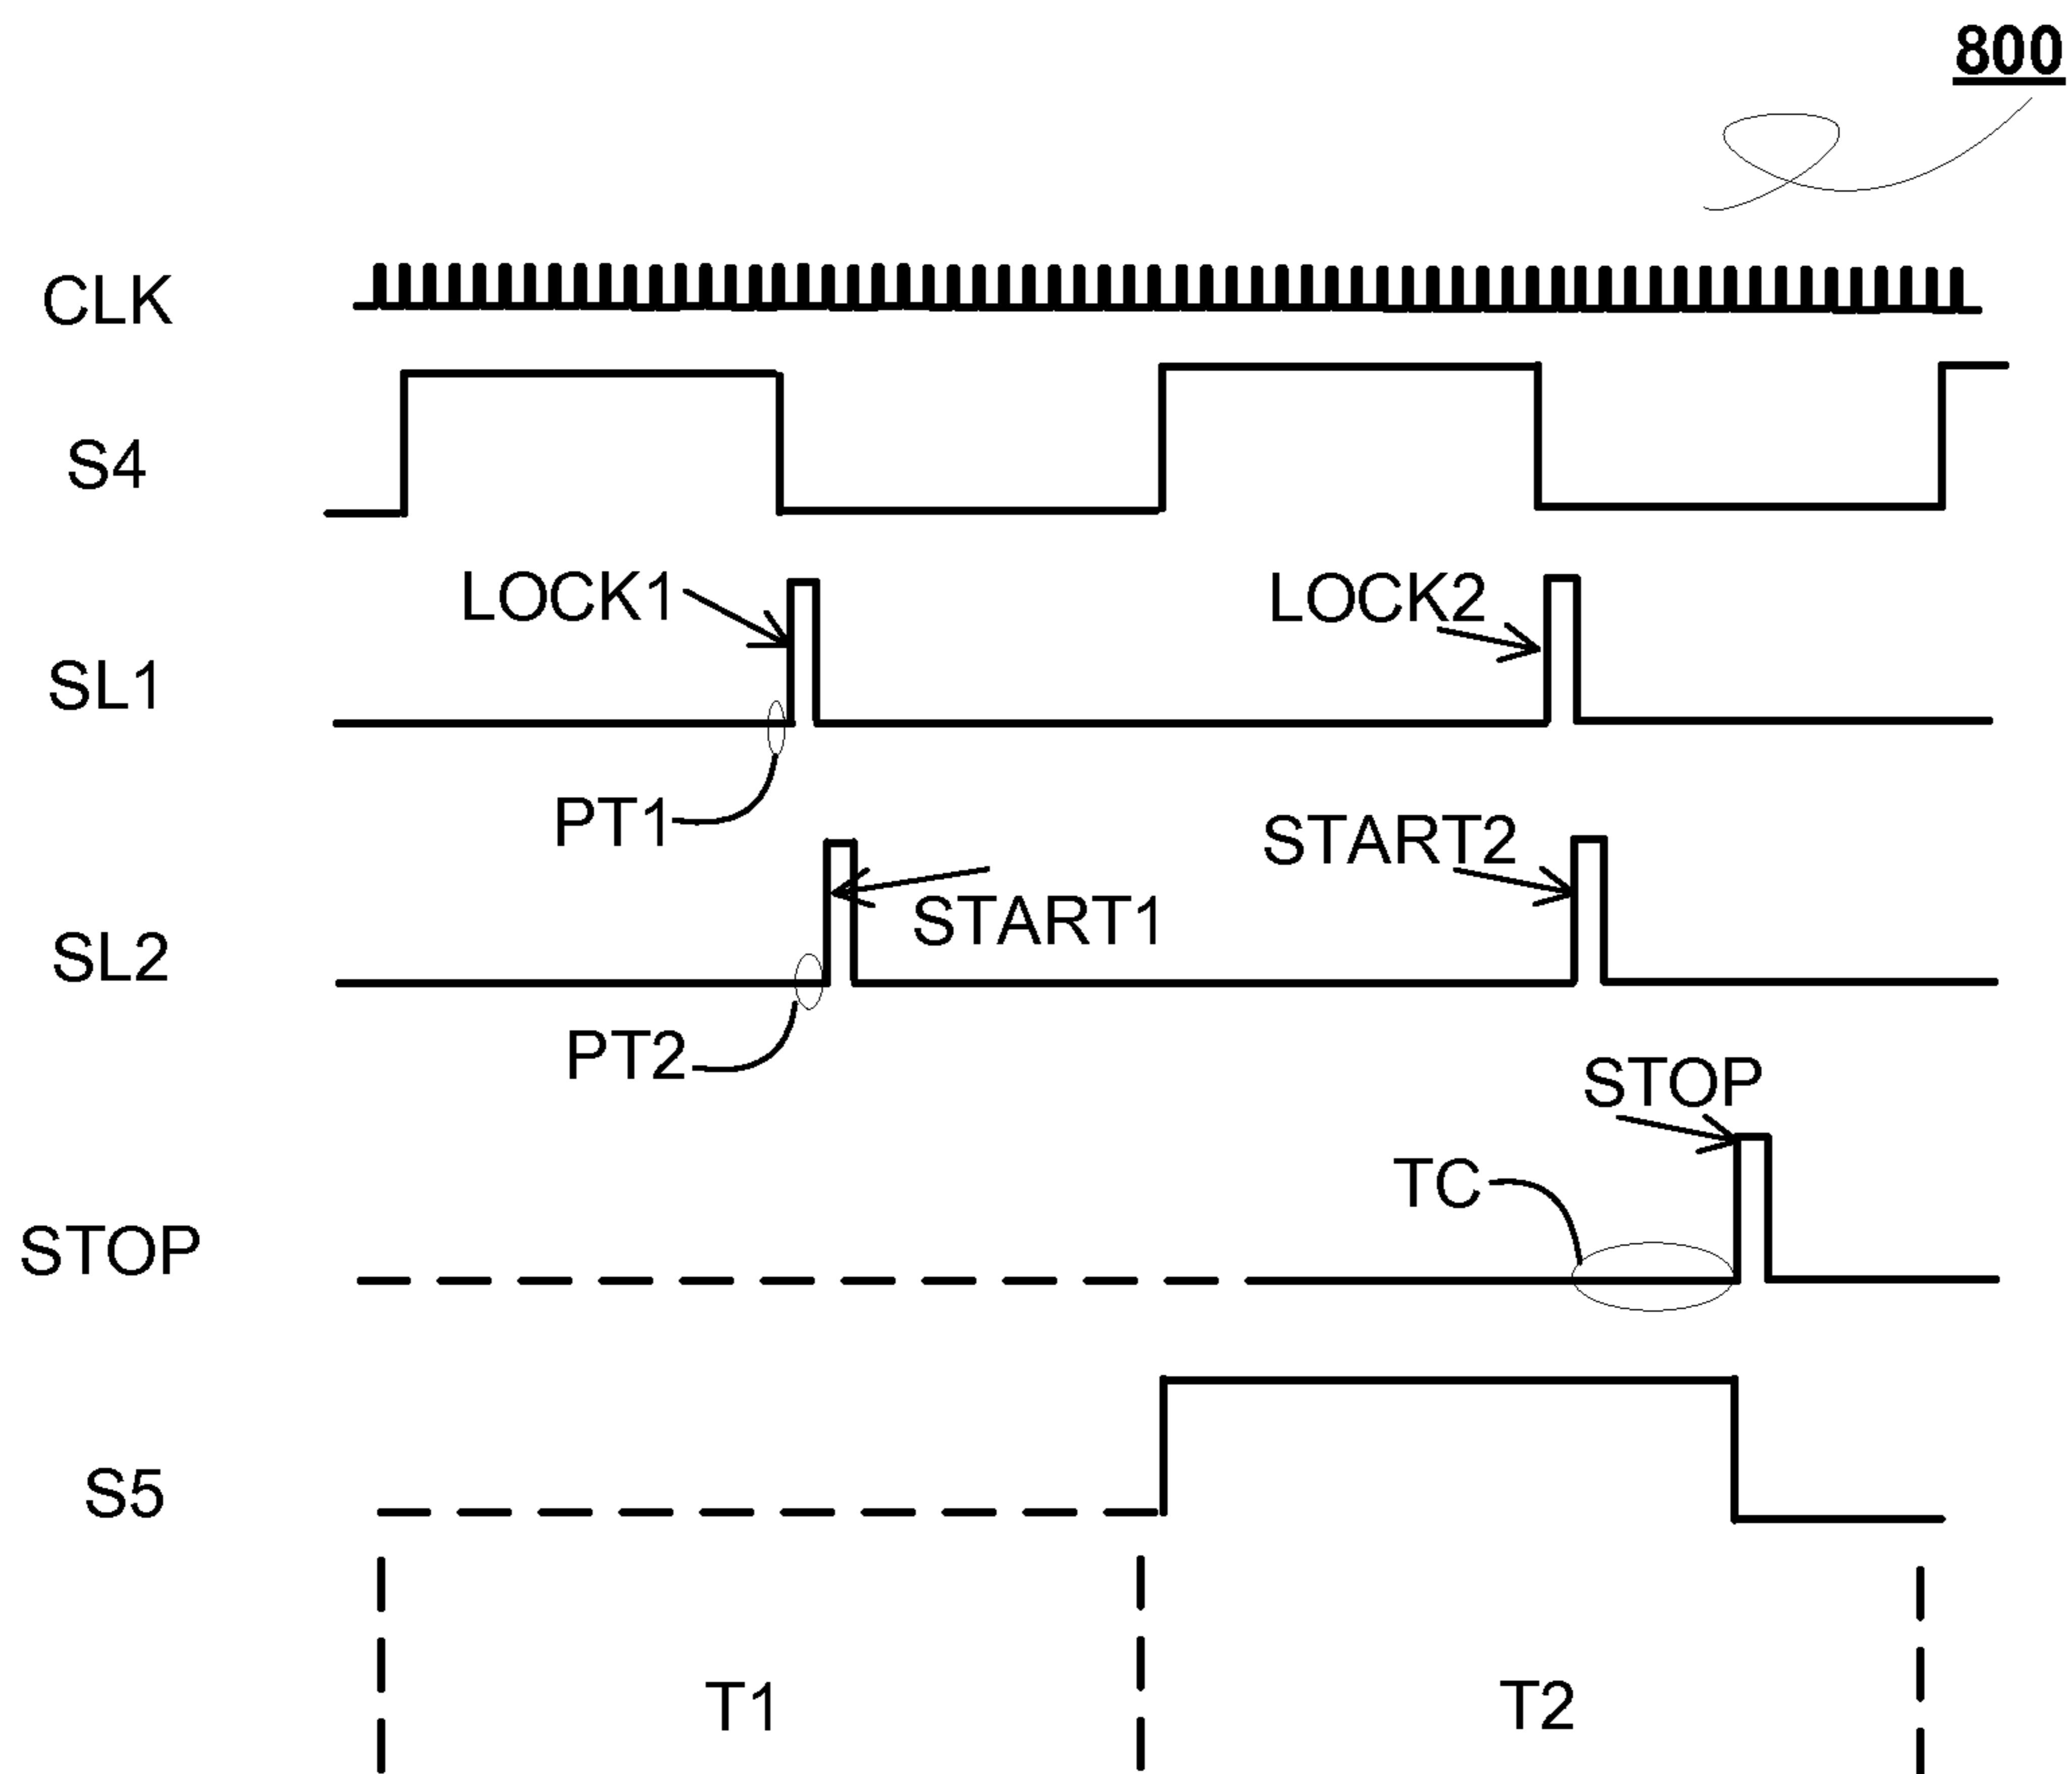 800
CLK
S4
LOCK1
LOCK2
SL1
PT1
START2
START1
SL2
PT2
STOP
TC
STOP
S5
T1
T2